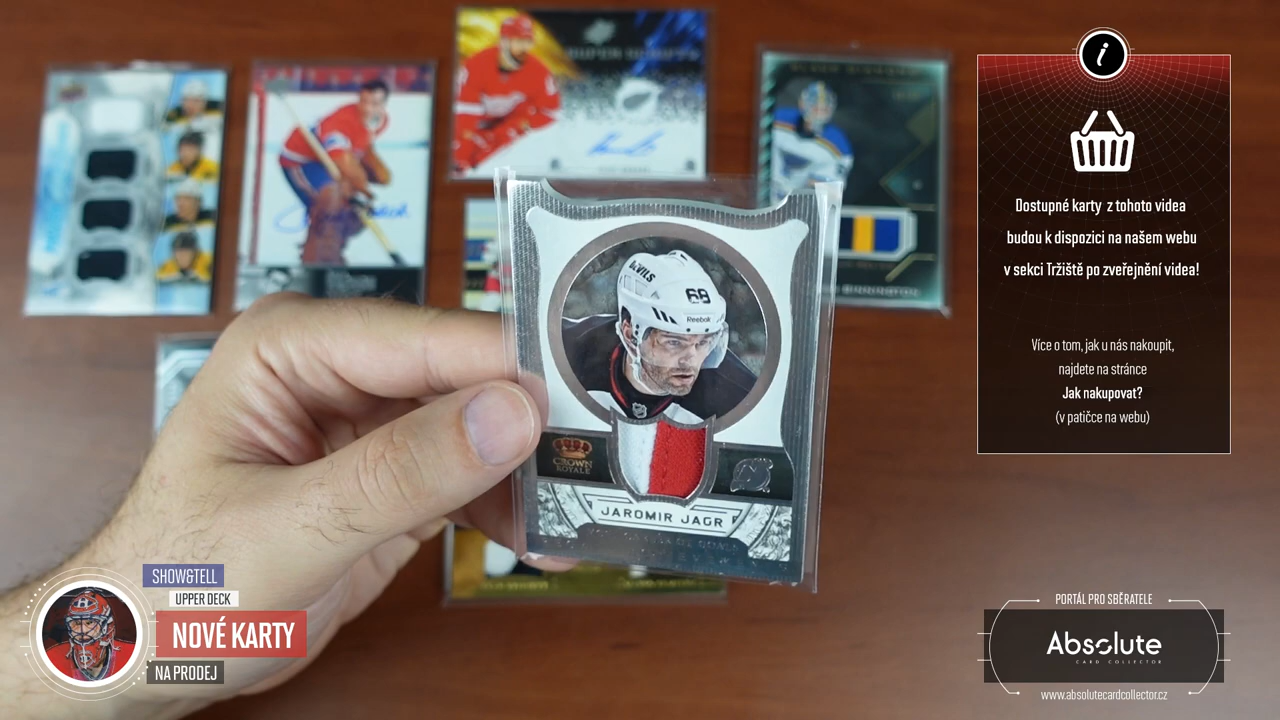 SUPER SCRIPTS
DEVILS
68
Reebok
CROWN
ROYALE
JAROMIR JAGR
i
Dostupné karty z tohoto videa
budou k dispozici na našem webu
v sekci Tržiště po zveřejnění videa!
Více o tom, jak u nás nakoupit,
najdete na stránce
Jak nakupovat?
(v patičce na webu)
SHOW&TELL
UPPER DECK
NOVÉ KARTY
NA PRODEJ
PORTÁL PRO SBĚRATELE
Absolute
CARD COLLECTOR
www.absolutecardcollector.cz